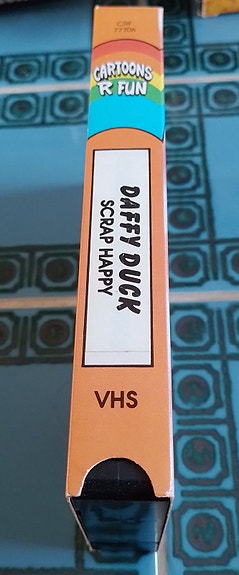 CARTOONS
R FUN
DAFFY DUCK
SCRAP HAPPY
VHS